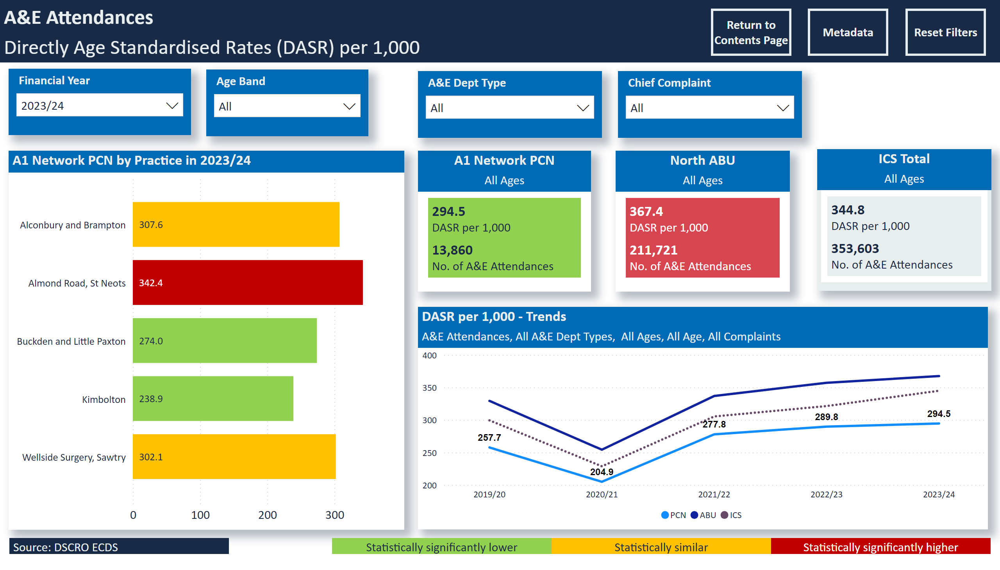 A&E Attendances
Directly Age Standardised Rates (DASR) per 1,000
Return to
Contents Page
Metadata
Reset Filters
Financial Year
2023/24
Age Band
All
A&E Dept Type
All
Chief Complaint
All
A1 Network PCN by Practice in 2023/24
Alconbury and Brampton
307.6
Almond Road, St Neots
342.4
Buckden and Little Paxton
274.0
Kimbolton
238.9
Wellside Surgery, Sawtry
302.1
0
100
200
300
A1 Network PCN
All Ages
294.5
DASR per 1,000
13,860
No. of A&E Attendances
North ABU
All Ages
367.4
DASR per 1,000
211,721
No. of A&E Attendances
ICS Total
All Ages
344.8
DASR per 1,000
353,603
No. of A&E Attendances
DASR per 1,000 - Trends
A&E Attendances, All A&E Dept Types,  All Ages, All Age, All Complaints
400
350
300
250
200
257.7
204.9
277.8
289.8
294.5
2019/20
2020/21
2021/22
2022/23
2023/24
PCN
ABU
ICS
Source: DSCRO ECDS
Statistically significantly lower
Statistically similar
Statistically significantly higher